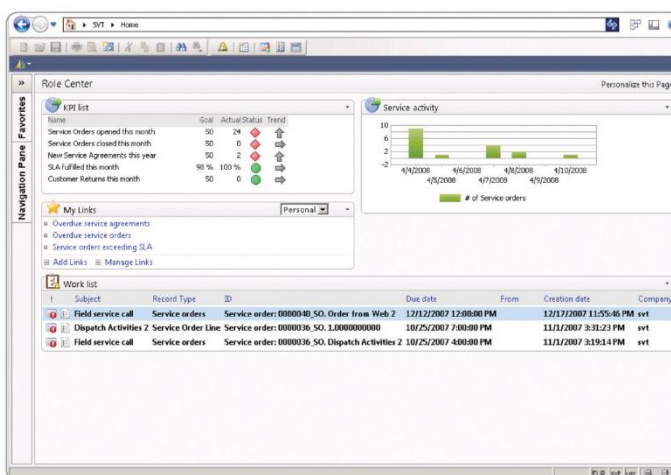 SVT ▸ Home
Role Center
Personalize this Page
Favorites
Navigation Pane
KPI list
Name Goal Actual Status Trend
Service Orders opened this month 50 24
Service Orders closed this month 50 0
New Service Agreements this year 50 2
SLA fulfilled this month 98 % 100 %
Customer Returns this month 50 0
Service activity
10
6
2
-2
4/4/2008 4/6/2008 4/8/2008 4/10/2008
4/5/2008 4/7/2008 4/9/2008
# of Service orders
My Links
Personal
Overdue service agreements
Overdue service orders
Service orders exceeding SLA
Add Links Manage Links
Work list
! Subject Record Type ID Due date From Creation date Company
Field service call Service orders Service order: 0000040_SO, Order from Web 2 12/12/2007 12:00:00 PM 12/17/2007 11:55:46 PM svt
Dispatch Activities 2 Service Order Line Service order: 0000036_SO, 1.0000000000 10/25/2007 7:00:00 PM 11/1/2007 3:31:23 PM svt
Field service call Service orders Service order: 0000036_SO, Dispatch Activities 2 10/25/2007 4:00:00 PM 11/1/2007 3:19:14 PM svt
EUR svt usr